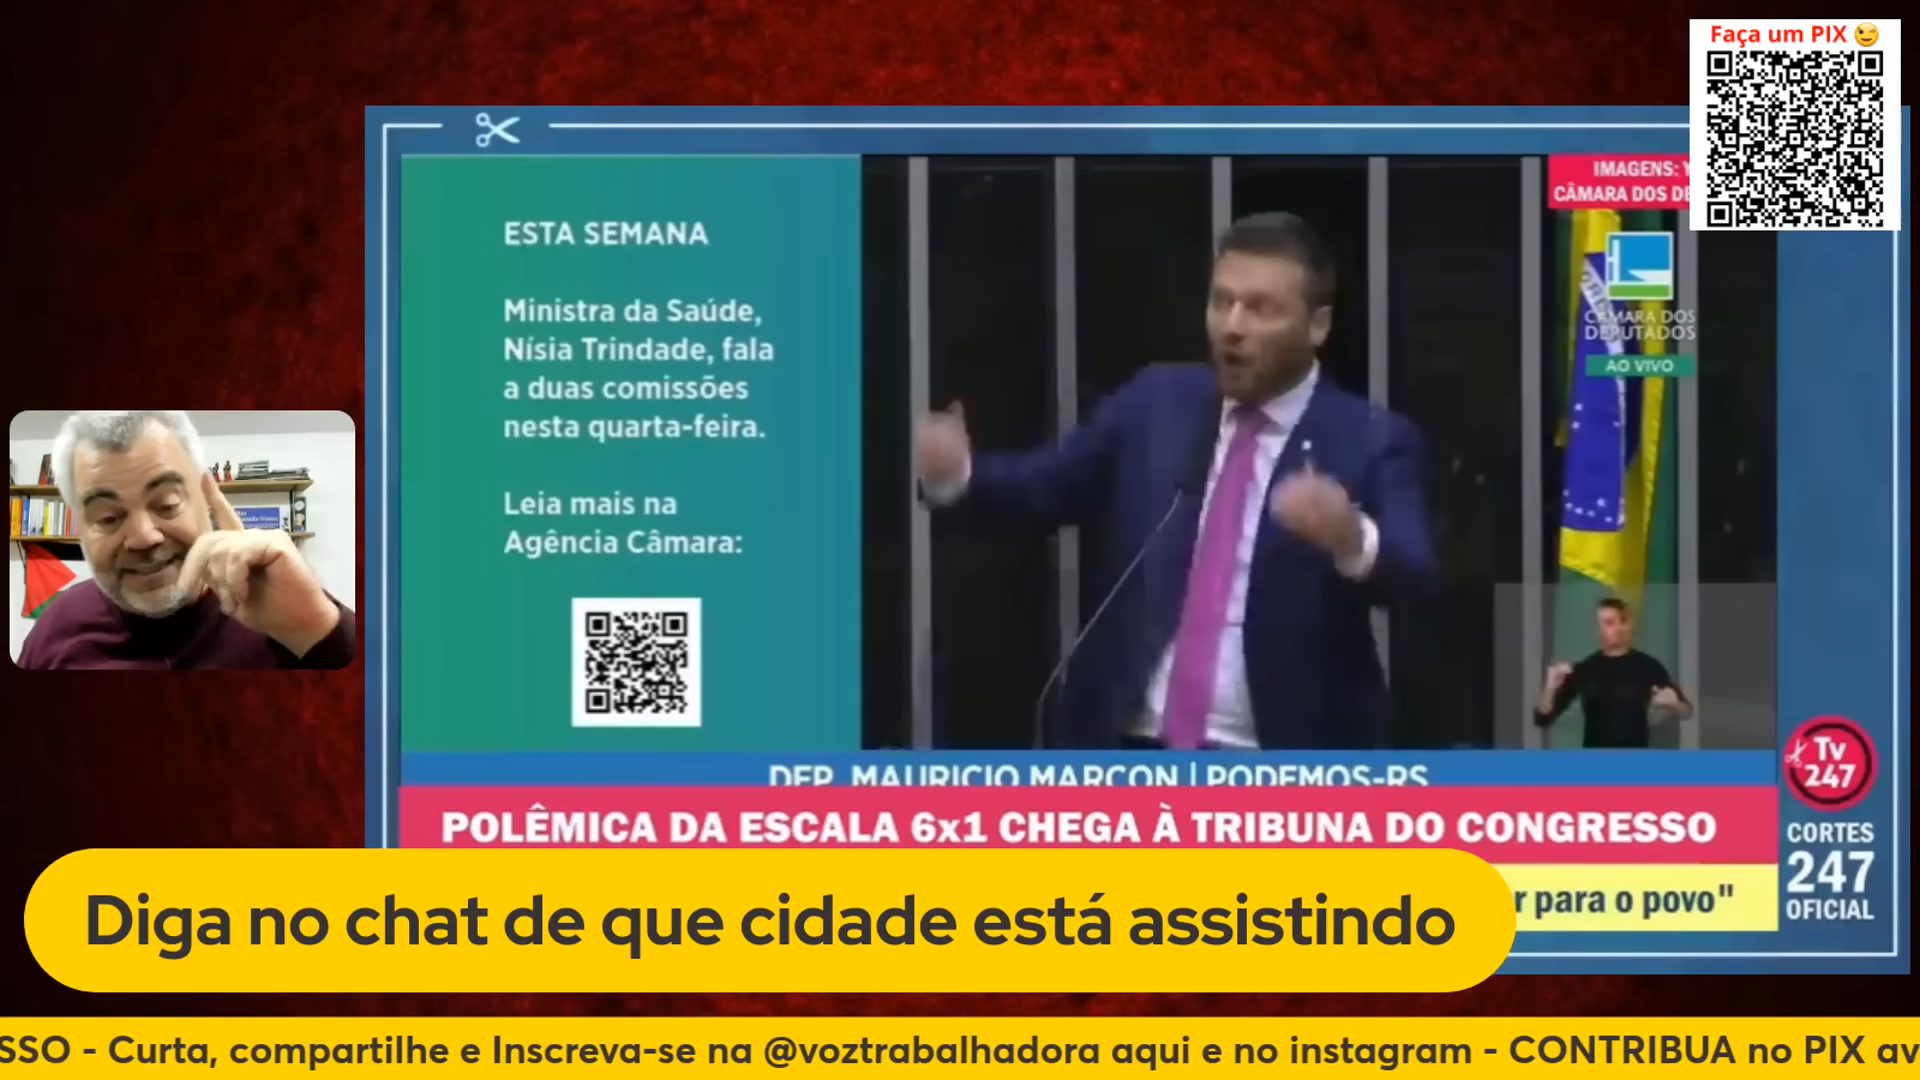 Faça um PIX
IMAGENS: Y
CÂMARA DOS DE
ESTA SEMANA
Ministra da Saúde,
Nísia Trindade, fala
a duas comissões
nesta quarta-feira.
Leia mais na
Agência Câmara:
CÂMARA DOS
DEPUTADOS
AO VIVO
DEP. MAURICIO MARCON | PODEMOS-RS
POLÊMICA DA ESCALA 6x1 CHEGA À TRIBUNA DO CONGRESSO
r para o povo"
Tv
247
CORTES
247
OFICIAL
Diga no chat de que cidade está assistindo
SSO - Curta, compartilhe e Inscreva-se na @voztrabalhadora aqui e no instagram - CONTRIBUA no PIX av